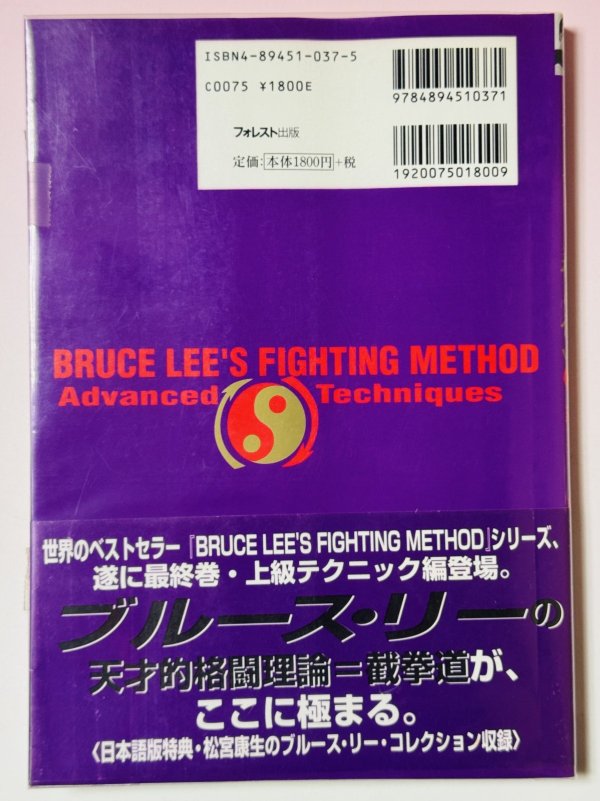 ISBN4-89451-037-5
C0075 ¥1800E
9784894510371
フォレスト出版
定価:本体1800円+税
1920075018009
BRUCE LEE'S FIGHTING METHOD
Advanced Techniques
世界のベストセラー『BRUCE LEE'S FIGHTING METHOD』シリーズ、
遂に最終巻・上級テクニック編登場。
ブルース・リーの
天才的格闘理論=截拳道が、
ここに極まる。
〈日本語版特典・松宮康生のブルース・リー・コレクション収録〉